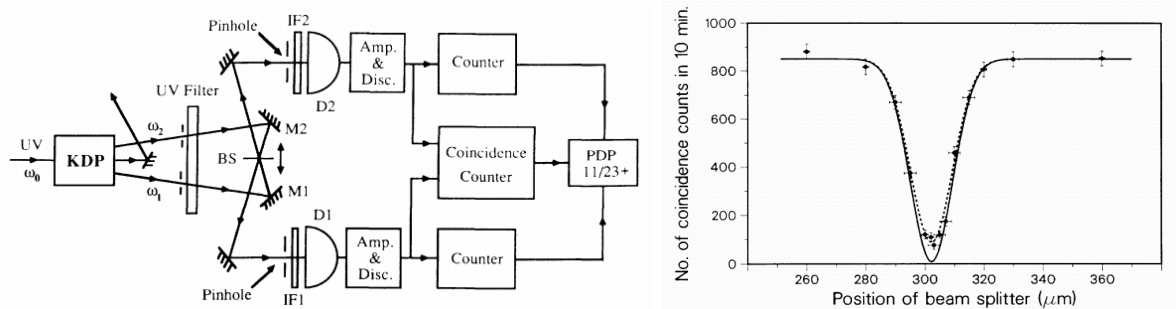 Pinhole
IF2
Amp.
&
Disc.
Counter
D2
UV Filter
UV
ω0
KDP
ω2
ω1
M2
BS
M1
Coincidence
Counter
PDP
11/23+
D1
Amp.
&
Disc.
Counter
Pinhole
IF1
No. of coincidence counts in 10 min.
1000
800
600
400
200
0
260
280
300
320
340
360
Position of beam splitter (μm)